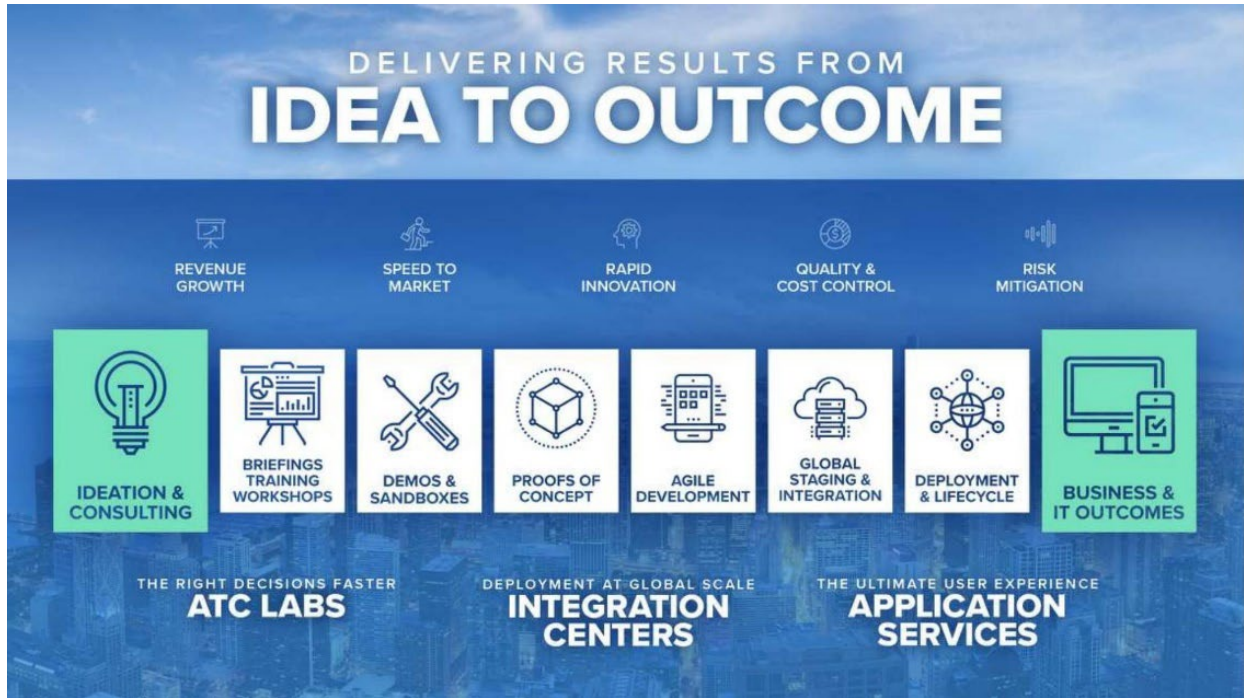 DELIVERING RESULTS FROM
IDEA TO OUTCOME
REVENUE
GROWTH
SPEED TO
MARKET
RAPID
INNOVATION
QUALITY &
COST CONTROL
RISK
MITIGATION
IDEATION &
CONSULTING
BRIEFINGS
TRAINING
WORKSHOPS
DEMOS &
SANDBOXES
PROOFS OF
CONCEPT
AGILE
DEVELOPMENT
GLOBAL
STAGING &
INTEGRATION
DEPLOYMENT
& LIFECYCLE
BUSINESS &
IT OUTCOMES
THE RIGHT DECISIONS FASTER
ATC LABS
DEPLOYMENT AT GLOBAL SCALE
INTEGRATION
CENTERS
THE ULTIMATE USER EXPERIENCE
APPLICATION
SERVICES